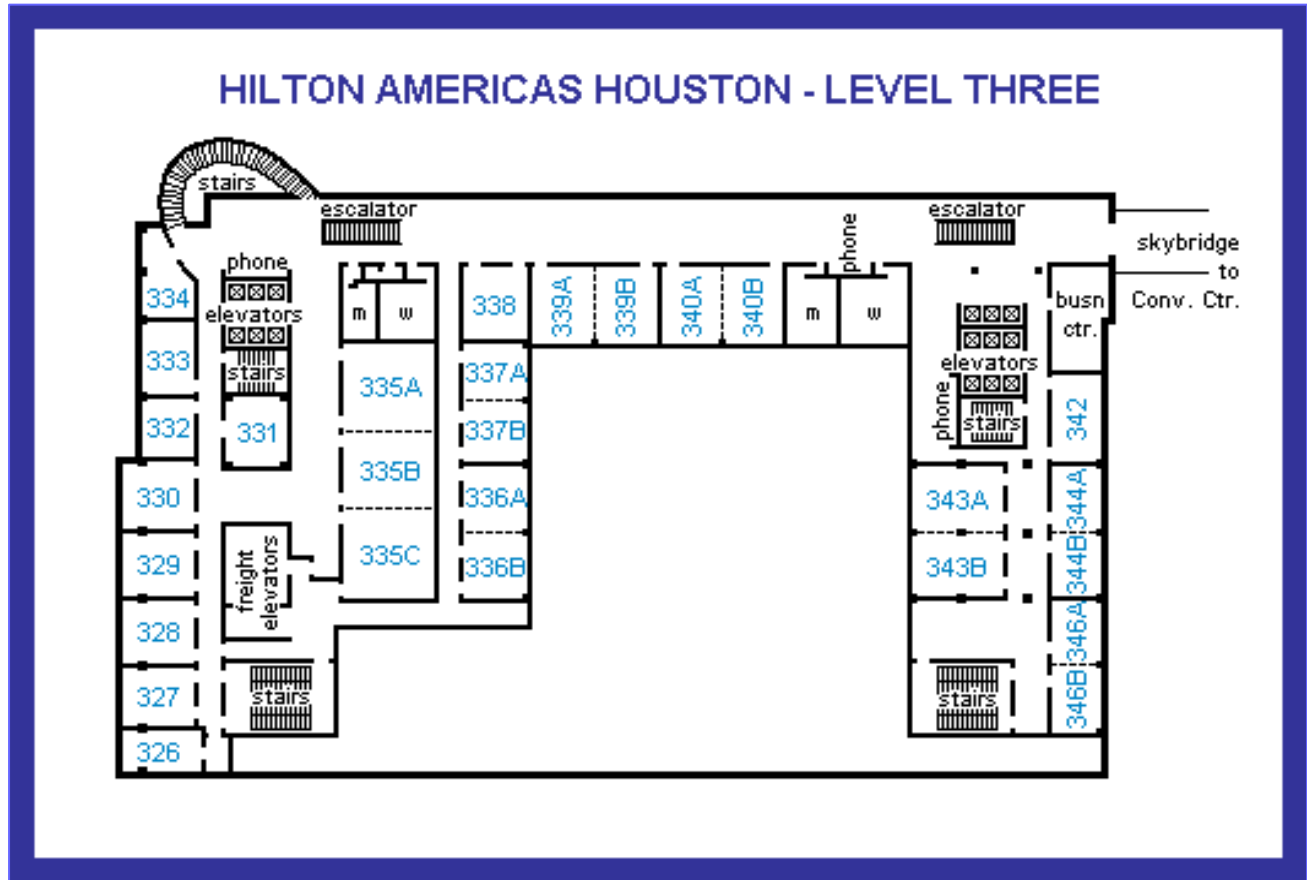 HILTON AMERICAS HOUSTON - LEVEL THREE
stairs
escalator
escalator
phone
skybridge
to
Conv. Ctr.
phone
334
elevators
m
w
338
339A
339B
340A
340B
m
w
busn
ctr.
333
stairs
335A
337A
elevators
342
332
331
337B
phone
stairs
330
335B
336A
343A
344A
329
freight
elevators
335C
336B
343B
344B
328
346A
327
stairs
stairs
346B
326